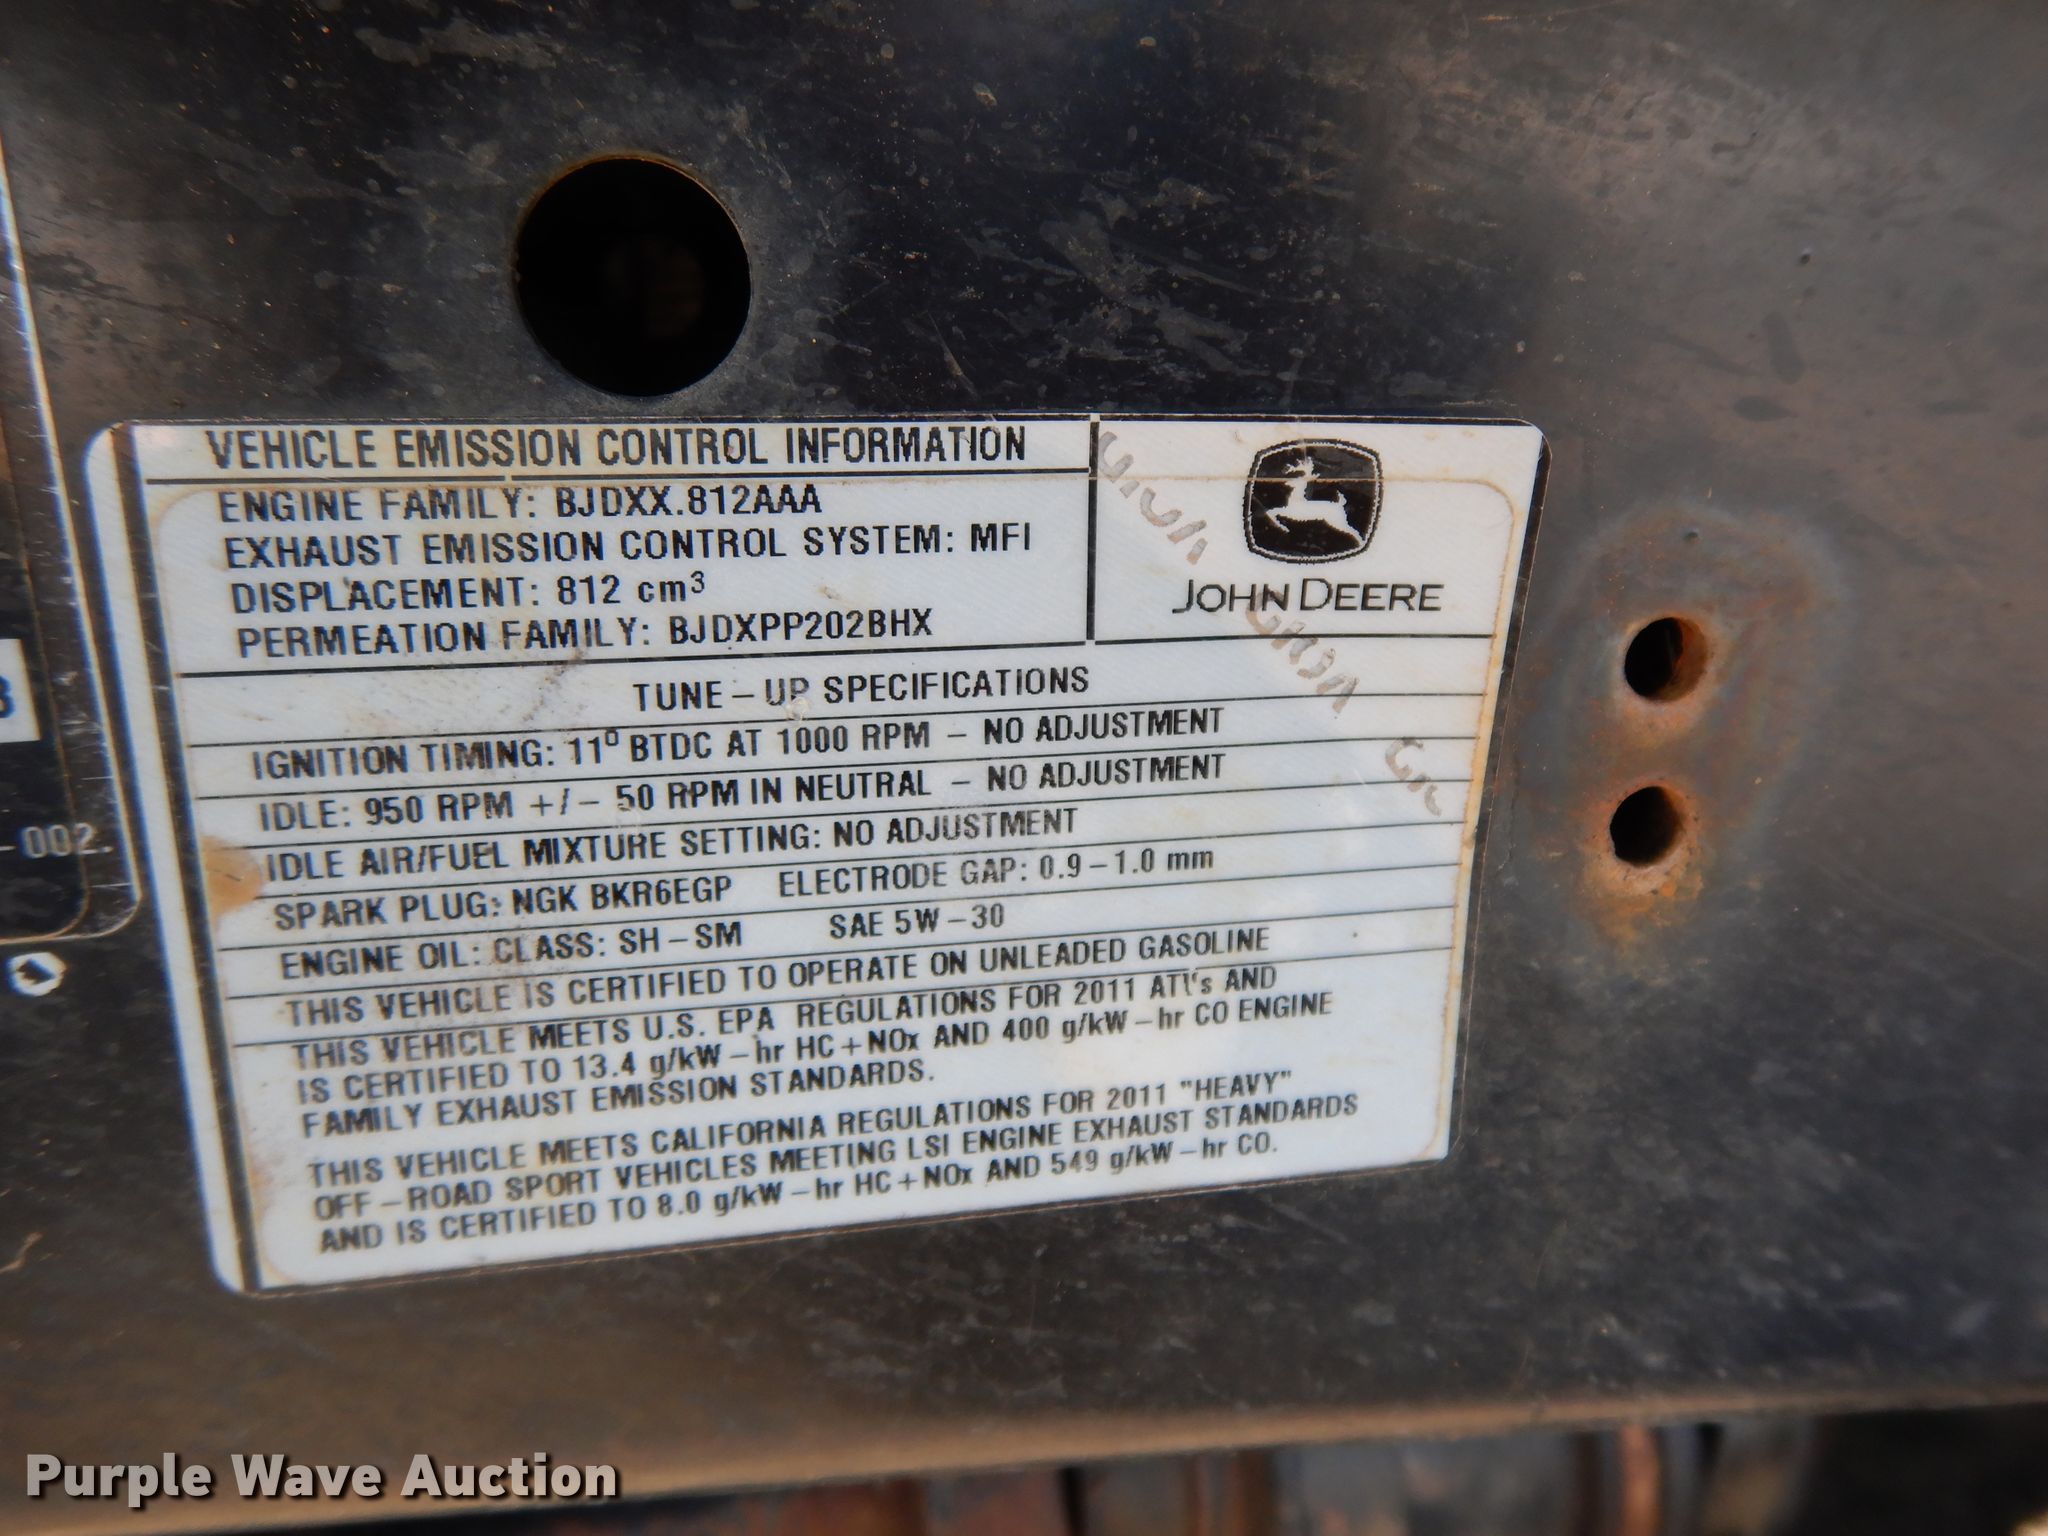 VEHICLE EMISSION CONTROL INFORMATION
ENGINE FAMILY: BJDXX.812AAA
EXHAUST EMISSION CONTROL SYSTEM: MFI
DISPLACEMENT: 812 cm³
PERMEATION FAMILY: BJDXPP202BHX
JOHN DEERE
TUNE-UP SPECIFICATIONS
IGNITION TIMING: 11° BTDC AT 1000 RPM - NO ADJUSTMENT
IDLE: 950 RPM +/- 50 RPM IN NEUTRAL - NO ADJUSTMENT
IDLE AIR/FUEL MIXTURE SETTING: NO ADJUSTMENT
SPARK PLUG: NGK BKR6EGP ELECTRODE GAP: 0.9-1.0 mm
ENGINE OIL: CLASS: SH-SM SAE 5W-30
THIS VEHICLE IS CERTIFIED TO OPERATE ON UNLEADED GASOLINE
THIS VEHICLE MEETS U.S. EPA REGULATIONS FOR 2011 ATV's AND
IS CERTIFIED TO 13.4 g/kW-hr HC+NOx AND 400 g/kW-hr CO ENGINE
FAMILY EXHAUST EMISSION STANDARDS.
THIS VEHICLE MEETS CALIFORNIA REGULATIONS FOR 2011 "HEAVY"
OFF-ROAD SPORT VEHICLES MEETING LSI ENGINE EXHAUST STANDARDS
AND IS CERTIFIED TO 8.0 g/kW-hr HC+NOx AND 549 g/kW-hr CO.
-002.
Purple Wave Auction